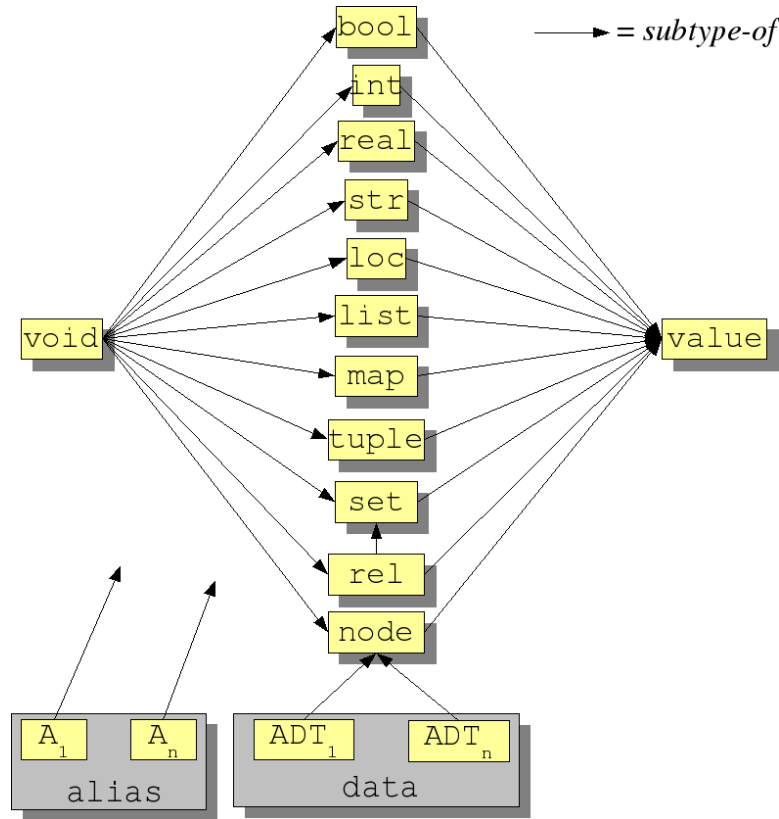 bool
= subtype-of
int
real
str
loc
list
void
value
map
tuple
set
rel
node
A1
An
ADT1
ADTn
alias
data